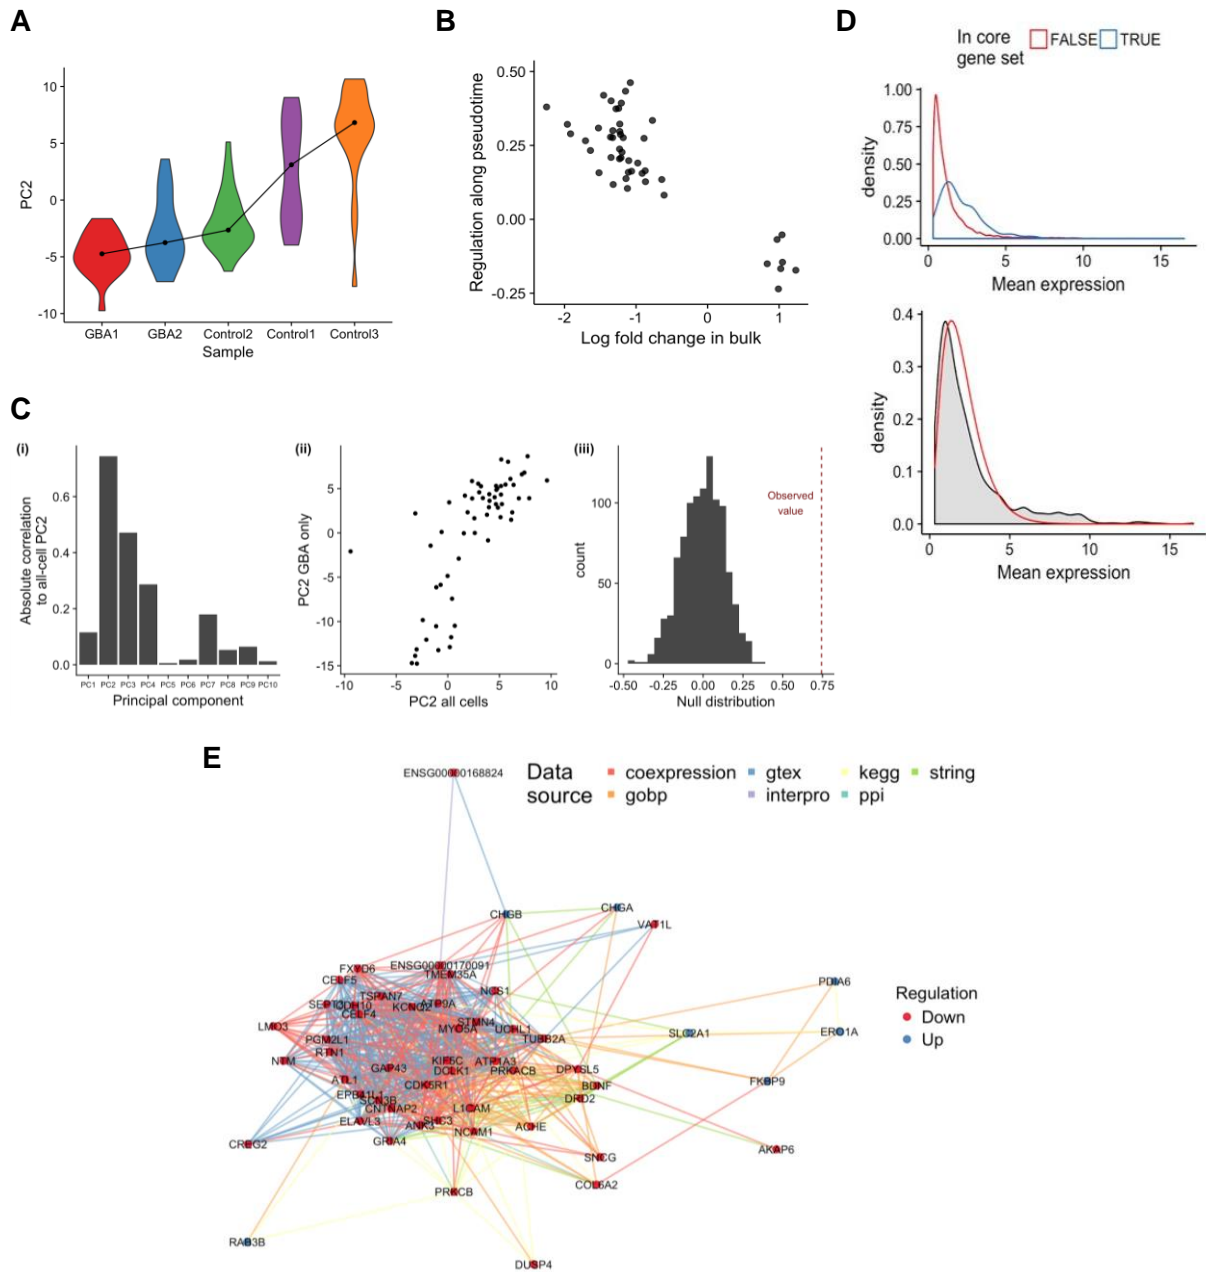 A
10
5
0
-5
-10
PC2
GBA1
GBA2
Control2
Control1
Control3
Sample
B
0.50
0.25
0.00
-0.25
Regulation along pseudotime
-2
-1
0
1
Log fold change in bulk
D
In core
gene set
FALSE
TRUE
1.00
0.75
0.50
0.25
0.00
density
0
5
10
15
Mean expression
0.4
0.3
0.2
0.1
0.0
density
0
5
10
15
Mean expression
C
(i)
0.6
0.4
0.2
0.0
Absolute correlation
to all-cell PC2
PC1
PC2
PC3
PC4
PC5
PC6
PC7
PC8
PC9
PC10
Principal component
(ii)
5
0
-5
-10
-15
PC2 GBA only
-10
-5
0
5
10
PC2 all cells
(iii)
Observed
value
100
50
0
count
-0.50
-0.25
0.00
0.25
0.50
0.75
Null distribution
E
Data
source
coexpression
gobp
gtex
interpro
kegg
ppi
string
ENSG00000168824
CHGB
CHGA
VAT1L
FXYD6
ENSG00000170091
CELF5
TMEM35A
PDIA6
NCS1
TSPAN7
KCNQ2
ATP9A
CELF4
LMO3
STMN4
MYO5A
UCHL1
TUBB2A
SLC2A1
ERO1A
PGM2L1
RTN1
NTM
KIF5C
ATP1A3
GAP43
DCLK1
PRKACB
DPYSL5
ATL1
CDK5R1
BDNF
FKBP9
EPB41L1
SCN3B
DRD2
CNTNAP2
L1CAM
ELAVL3
ANK3
SHC3
NCAM1
ACHE
CREG2
GRIA4
SNCG
AKAP6
PRKCB
COL6A2
RAB3B
DUSP4
Regulation
Down
Up